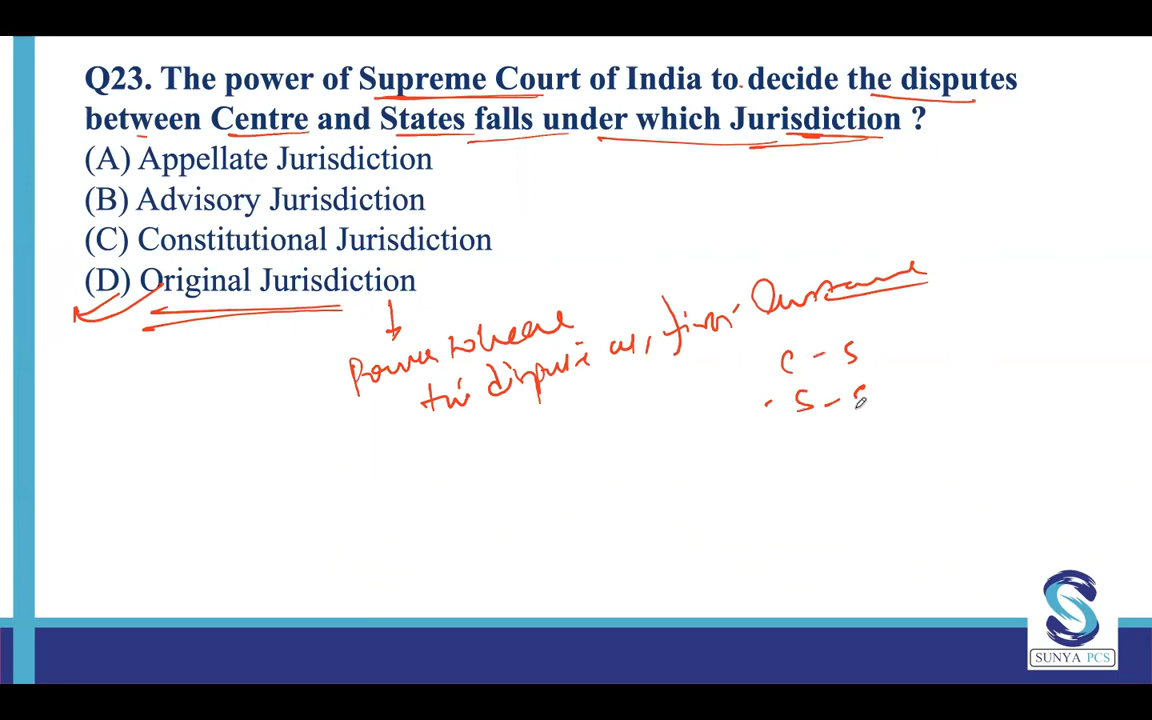 Q23. The power of Supreme Court of India to decide the disputes
between Centre and States falls under which Jurisdiction ?
(A) Appellate Jurisdiction
(B) Advisory Jurisdiction
(C) Constitutional Jurisdiction
(D) Original Jurisdiction
Power to hear
the dispute as first Instance
C - S
S - S
SUNYA PCS